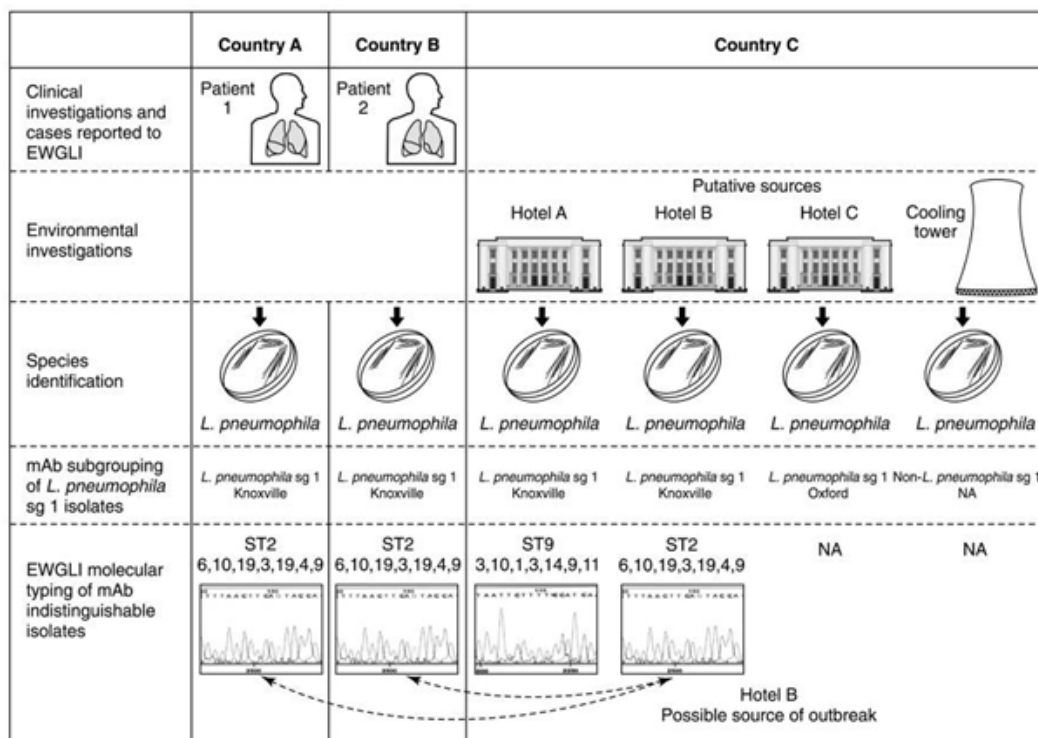 Country A
Country B
Country C
Clinical
investigations and
cases reported to
EWGLI
Patient
1
Patient
2
Environmental
investigations
Putative sources
Hotel A
Hotel B
Hotel C
Cooling
tower
Species
identification
L. pneumophila
L. pneumophila
L. pneumophila
L. pneumophila
L. pneumophila
L. pneumophila
mAb subgrouping
of L. pneumophila
sg 1 isolates
L. pneumophila sg 1
Knoxville
L. pneumophila sg 1
Knoxville
L. pneumophila sg 1
Knoxville
L. pneumophila sg 1
Knoxville
L. pneumophila sg 1
Oxford
Non-L. pneumophila sg 1
NA
EWGLI molecular
typing of mAb
indistinguishable
isolates
ST2
6,10,19,3,19,4,9
ST2
6,10,19,3,19,4,9
ST9
3,10,1,3,14,9,11
ST2
6,10,19,3,19,4,9
NA
NA
Hotel B
Possible source of outbreak